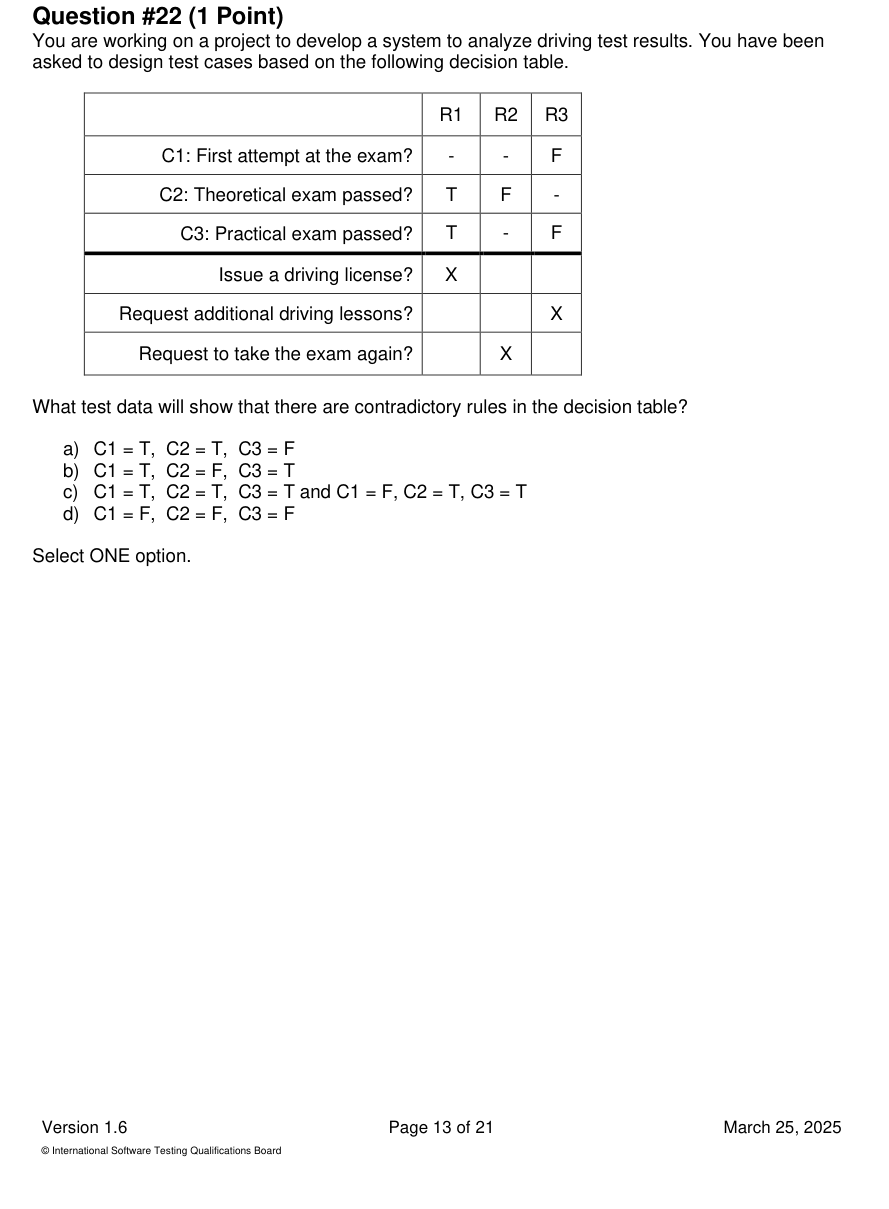 Question #22 (1 Point)
You are working on a project to develop a system to analyze driving test results. You have been
asked to design test cases based on the following decision table.
R1 R2 R3
C1: First attempt at the exam? - - F
C2: Theoretical exam passed? T F -
C3: Practical exam passed? T - F
Issue a driving license? X
Request additional driving lessons? X
Request to take the exam again? X
What test data will show that there are contradictory rules in the decision table?
a) C1 = T, C2 = T, C3 = F
b) C1 = T, C2 = F, C3 = T
c) C1 = T, C2 = T, C3 = T and C1 = F, C2 = T, C3 = T
d) C1 = F, C2 = F, C3 = F
Select ONE option.
Version 1.6 Page 13 of 21 March 25, 2025
© International Software Testing Qualifications Board